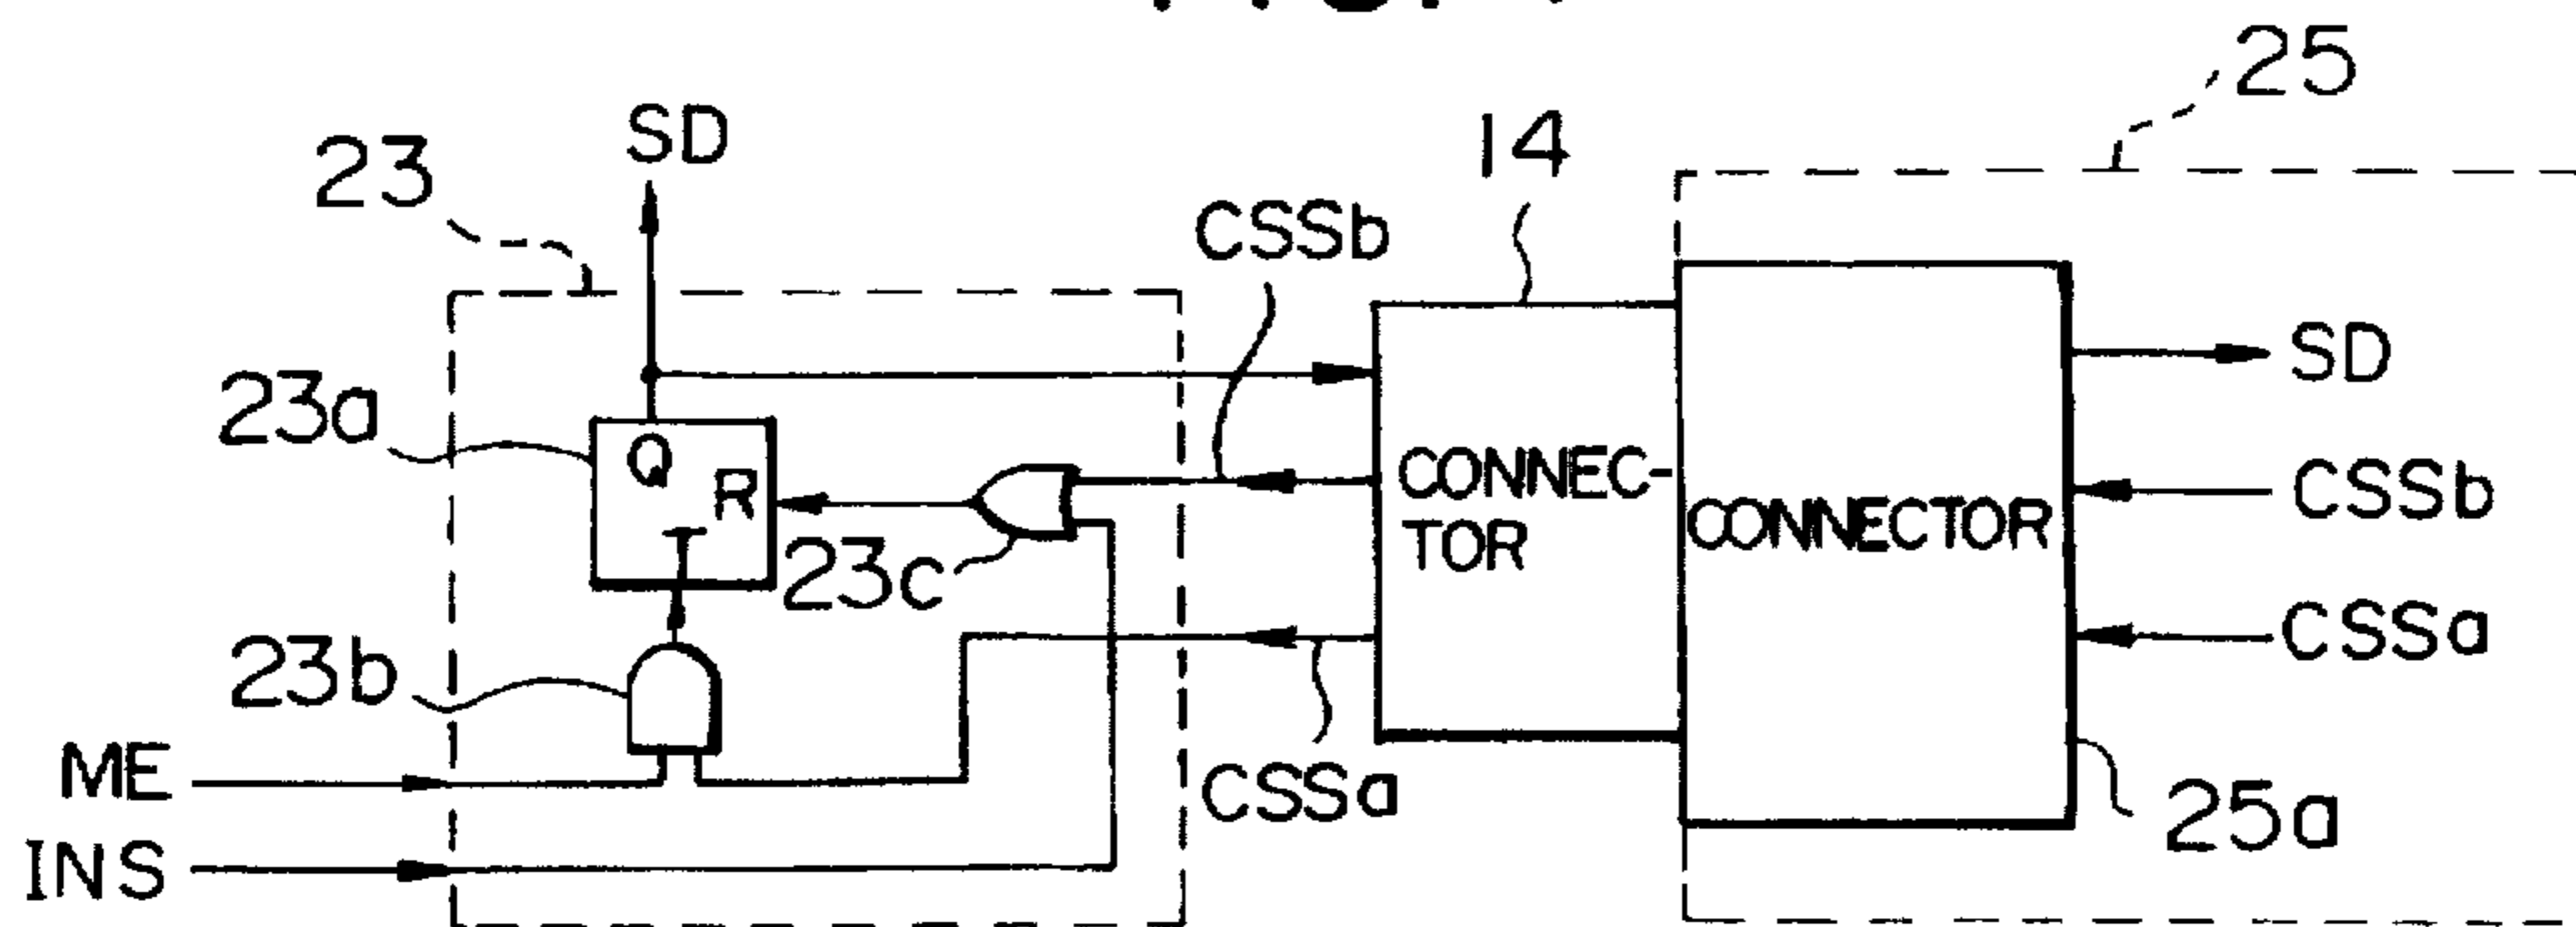 25
SD
14
23
CSSb
SD
23a
Q
R
CONNEC-
TOR
CONNECTOR
CSSb
T
23c
CSSa
23b
ME
CSSa
25a
INS